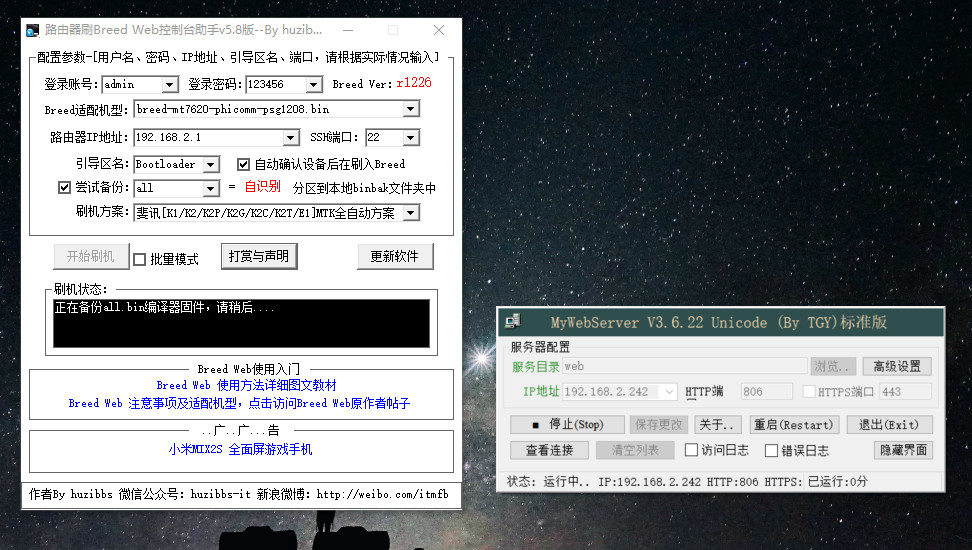 路由器刷Breed Web控制台助手v5.8版--By huzib...
配置参数-[用户名、密码、IP地址、引导区名、端口，请根据实际情况输入]
登录账号: admin 登录密码: 123456 Breed Ver: r1226
Breed适配机型: breed-mt7620-phicomm-psg1208.bin
路由器IP地址: 192.168.2.1 SSH端口: 22
引导区名: Bootloader 自动确认设备后在刷入Breed
尝试备份: all = 自识别 分区到本地binbak文件夹中
刷机方案: 斐讯[K1/K2/K2P/K2G/K2C/K2T/E1]MTK全自动方案
开始刷机 批量模式 打赏与声明 更新软件
刷机状态:
正在备份all.bin编译器固件，请稍后....
Breed Web使用入门
Breed Web 使用方法详细图文教材
Breed Web 注意事项及适配机型，点击访问Breed Web原作者帖子
..广..广...告
小米MIX2S 全面屏游戏手机
作者By huzibbs 微信公众号: huzibbs-it 新浪微博: http://weibo.com/itmfb
MyWebServer V3.6.22 Unicode (By TGY)标准版
服务器配置
服务目录 web 浏览.. 高级设置
IP地址 192.168.2.242 HTTP端 806 HTTPS端口 443
■ 停止(Stop) 保存更改 关于.. 重启(Restart) 退出(Exit)
查看连接 清空列表 访问日志 错误日志 隐藏界面
状态: 运行中.. IP:192.168.2.242 HTTP:806 HTTPS: 已运行:0分